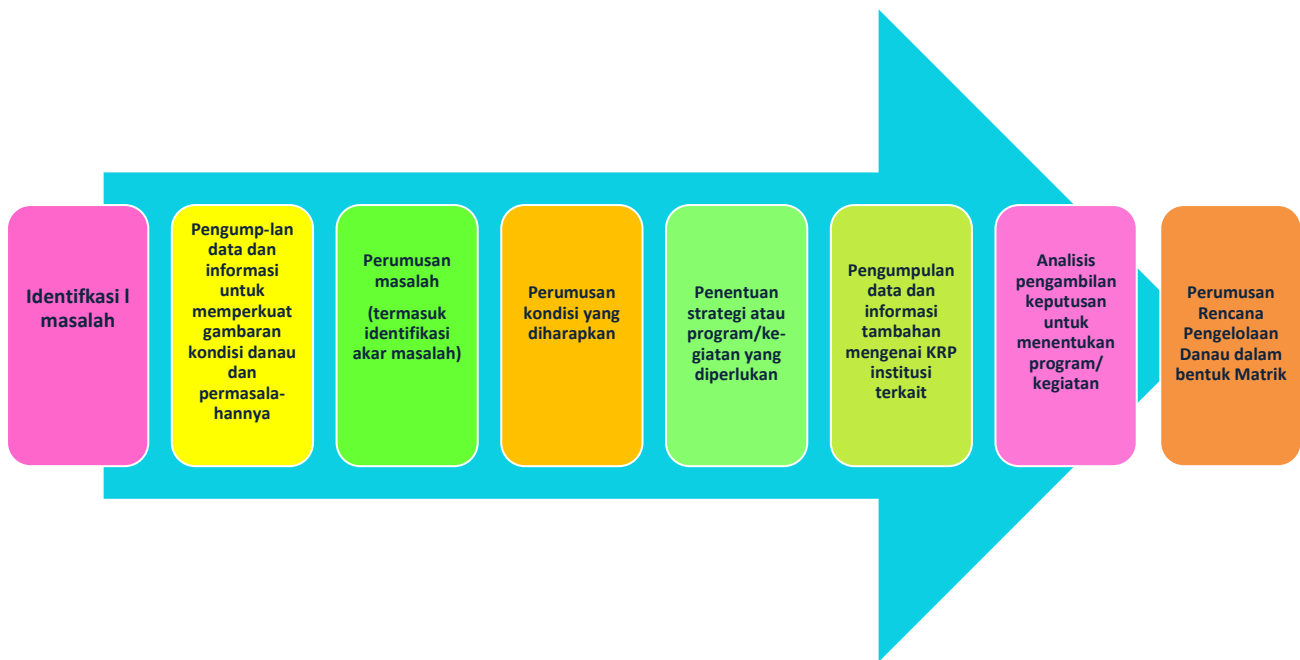 Identifkasi l
masalah
Pengump-lan
data dan
informasi
untuk
memperkuat
gambaran
kondisi danau
dan
permasala-
hannya
Perumusan
masalah
(termasuk
identifikasi
akar masalah)
Perumusan
kondisi yang
diharapkan
Penentuan
strategi atau
program/ke-
giatan yang
diperlukan
Pengumpulan
data dan
informasi
tambahan
mengenai KRP
institusi
terkait
Analisis
pengambilan
keputusan
untuk
menentukan
program/
kegiatan
Perumusan
Rencana
Pengelolaan
Danau dalam
bentuk Matrik